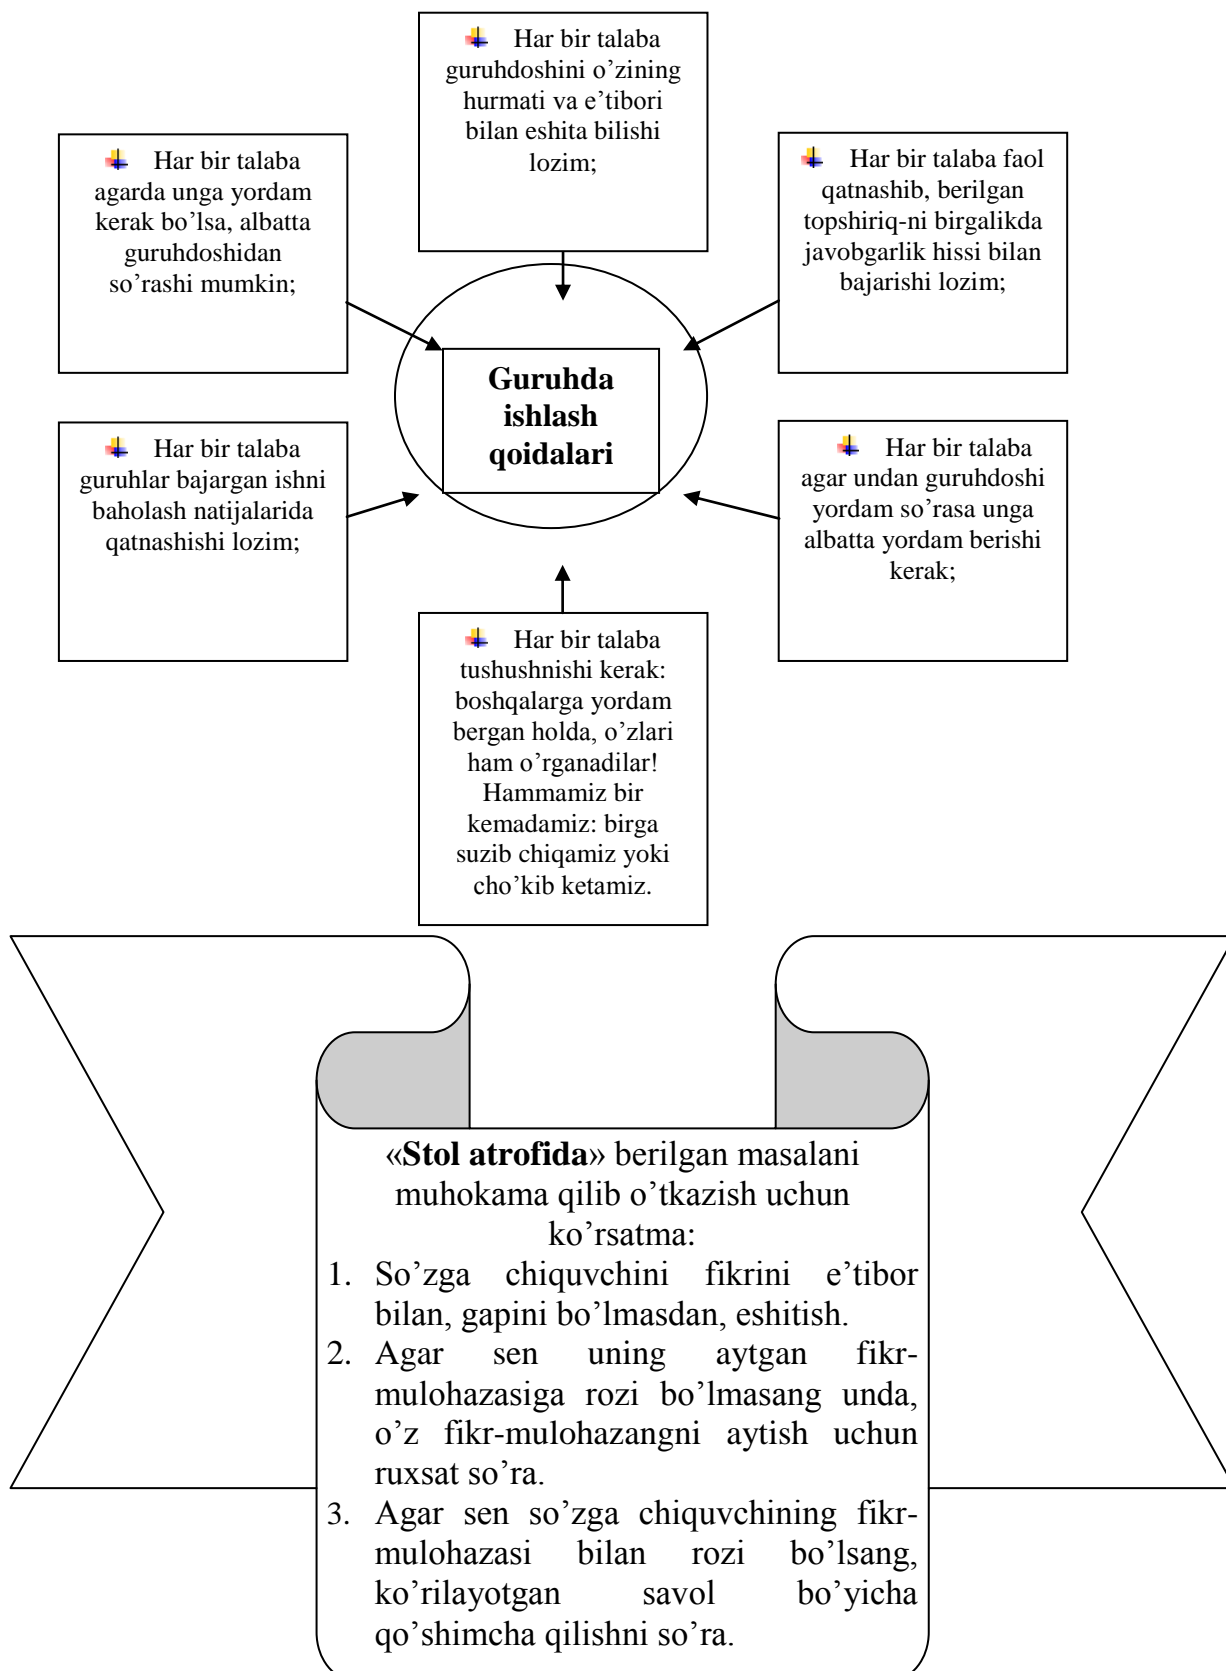 Har bir talaba
guruhdoshini o’zining
hurmati va e’tibori
bilan eshita bilishi
lozim;
Har bir talaba
agarda unga yordam
kerak bo’lsa, albatta
guruhdoshidan
so’rashi mumkin;
Har bir talaba faol
qatnashib, berilgan
topshiriq-ni birgalikda
javobgarlik hissi bilan
bajarishi lozim;
Guruhda
ishlash
qoidalari
Har bir talaba
guruhlar bajargan ishni
baholash natijalarida
qatnashishi lozim;
Har bir talaba
agar undan guruhdoshi
yordam so’rasa unga
albatta yordam berishi
kerak;
Har bir talaba
tushushnishi kerak:
boshqalarga yordam
bergan holda, o’zlari
ham o’rganadilar!
Hammamiz bir
kemadamiz: birga
suzib chiqamiz yoki
cho’kib ketamiz.
«Stol atrofida» berilgan masalani
muhokama qilib o’tkazish uchun
ko’rsatma:
1. So’zga chiquvchini fikrini e’tibor
bilan, gapini bo’lmasdan, eshitish.
2. Agar sen uning aytgan fikr-
mulohazasiga rozi bo’lmasang unda,
o’z fikr-mulohazangni aytish uchun
ruxsat so’ra.
3. Agar sen so’zga chiquvchining fikr-
mulohazasi bilan rozi bo’lsang,
ko’rilayotgan savol bo’yicha
qo’shimcha qilishni so’ra.